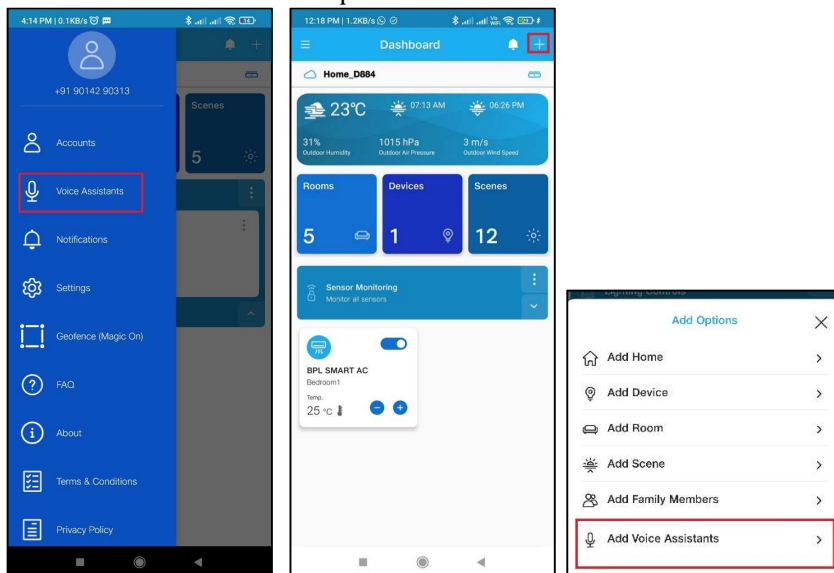 4:14 PM | 0.1KB/s
54
+91 90142 90313
Scenes
Accounts
5
Voice Assistants
Notifications
Settings
Geofence (Magic On)
FAQ
About
Terms & Conditions
Privacy Policy
12:18 PM | 1.2KB/s
Dashboard
Home_D884
23°C
07:13 AM
06:26 PM
31%
1015 hPa
3 m/s
Outdoor Humidity
Outdoor Air Pressure
Outdoor Wind Speed
Rooms
Devices
Scenes
5
1
12
Sensor Monitoring
Monitor all sensors
BPL SMART AC
Bedroom1
Temp.
25 °C
Add Options
Add Home
Add Device
Add Room
Add Scene
Add Family Members
Add Voice Assistants